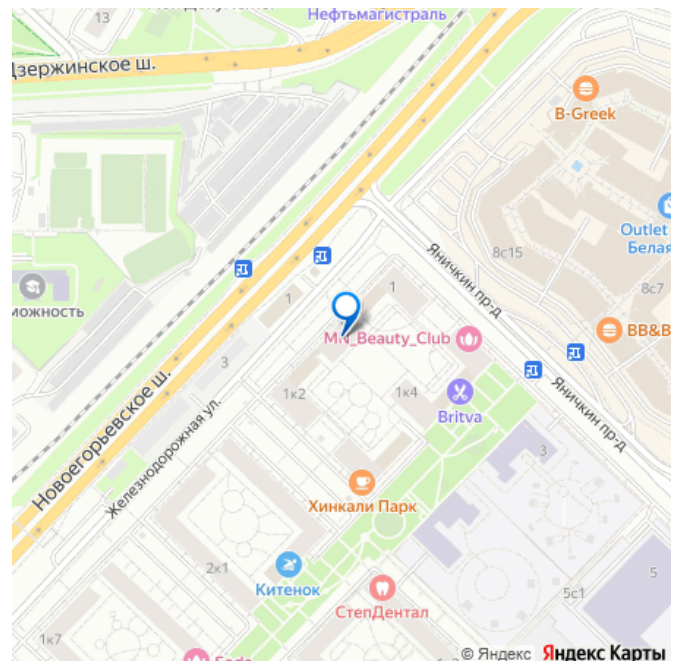 13
Нефтьмагистраль
Дзержинское ш.
B-Greek
Outlet
Белая
8с15
8с7
Яничкин пр-д
можность
1
1
MN_Beauty_Club
BB&B
3
1к2
1к4
Britva
Яничкин пр-д
Новоегорьевское ш.
Железнодорожная ул.
3
Хинкали Парк
2к1
Китенок
СтепДентал
5с1
5
1к7
© Яндекс Яндекс Карты